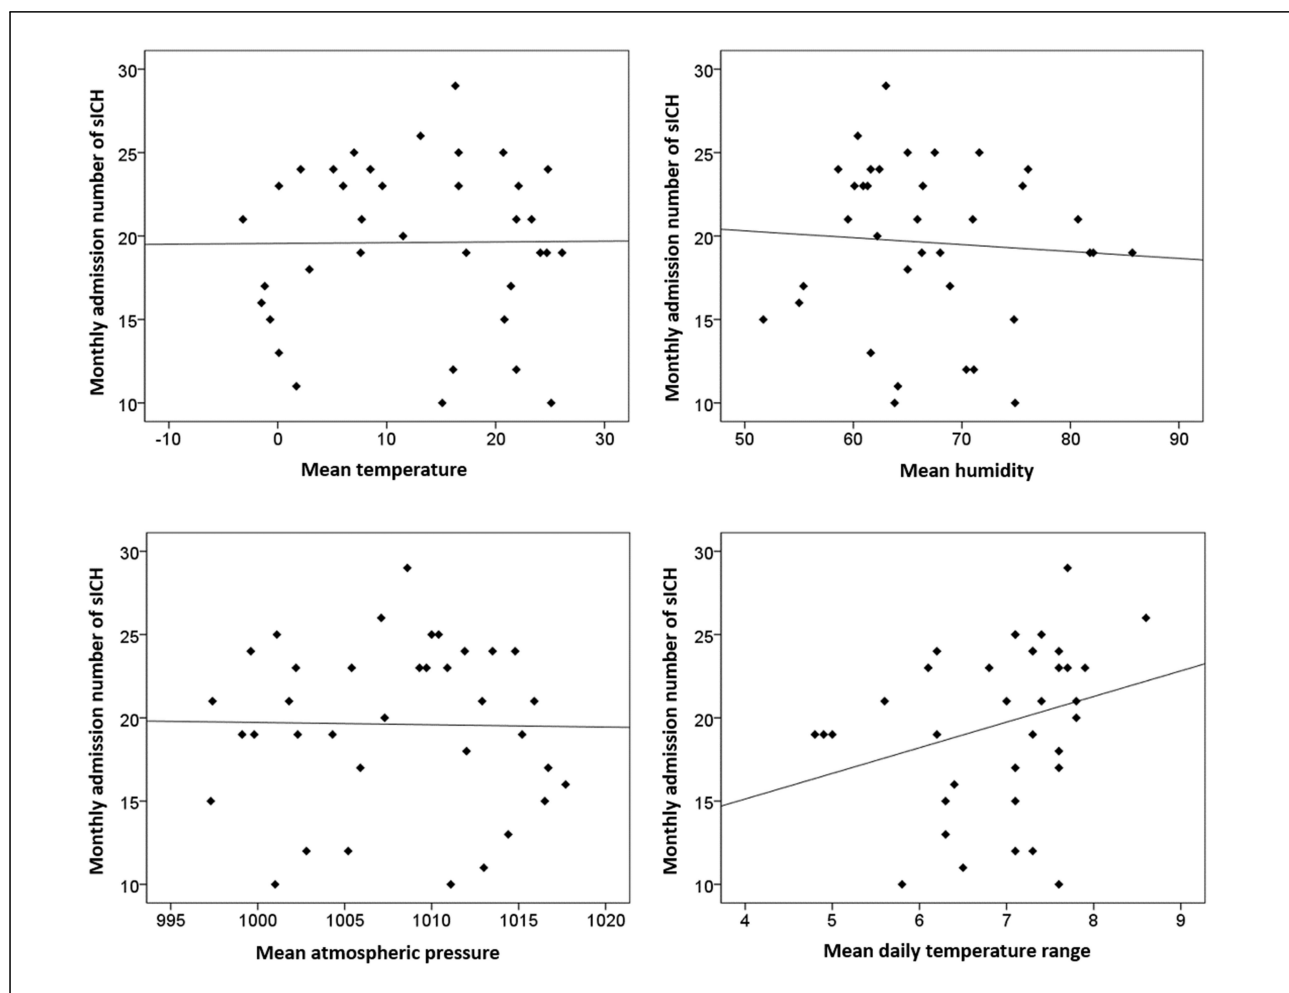 Monthly admission number of sICH
30
25
20
15
10
-10 0 10 20 30
Mean temperature
Monthly admission number of sICH
30
25
20
15
10
50 60 70 80 90
Mean humidity
Monthly admission number of sICH
30
25
20
15
10
995 1000 1005 1010 1015 1020
Mean atmospheric pressure
Monthly admission number of sICH
30
25
20
15
10
4 5 6 7 8 9
Mean daily temperature range